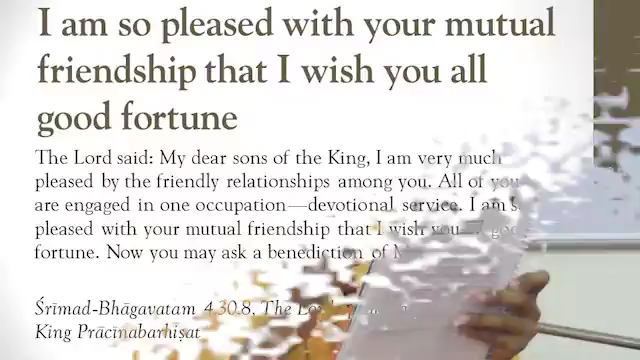 I am so pleased with your mutual
friendship that I wish you all
good fortune
The Lord said: My dear sons of the King, I am very much
pleased by the friendly relationships among you. All of you
are engaged in one occupation—devotional service. I am so
pleased with your mutual friendship that I wish you
fortune. Now you may ask a benediction of
Śrīmad-Bhāgavatam 4.30.8, The Lord
King Prācīnabarhiṣat